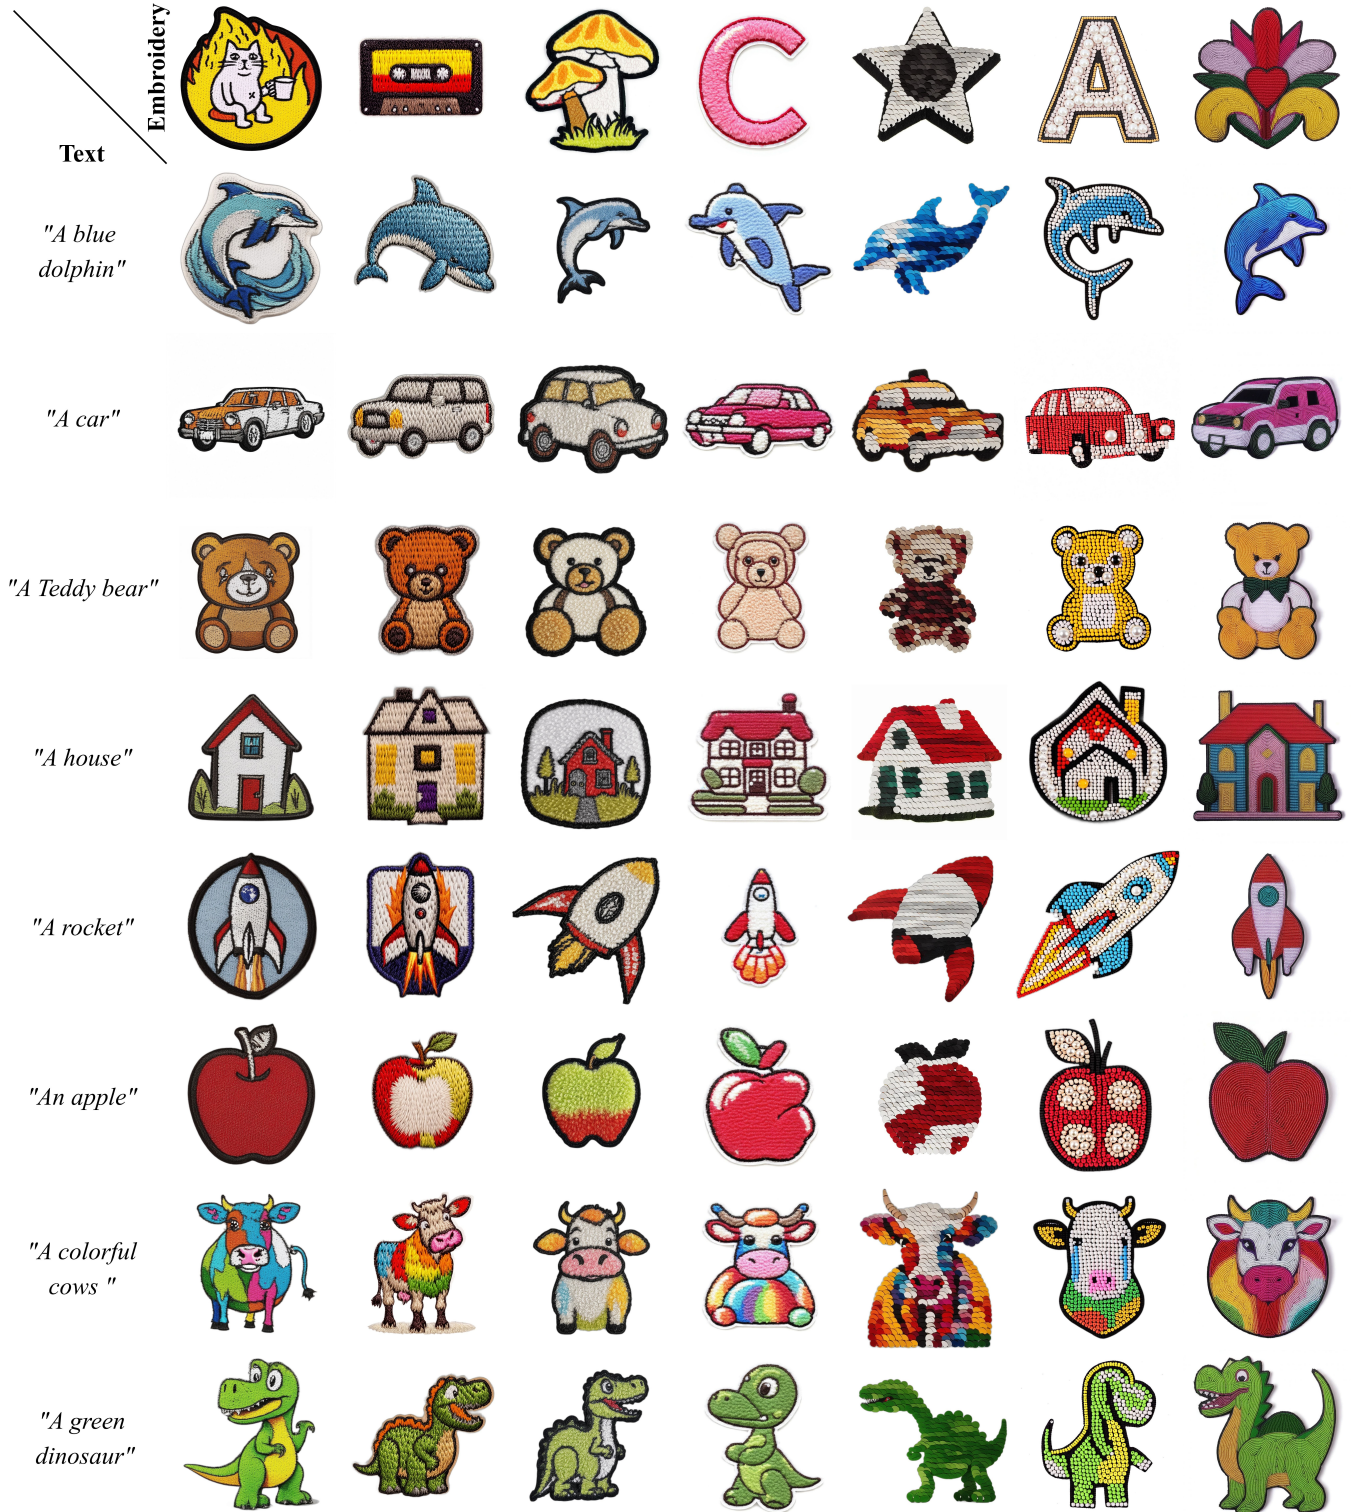 Embroidery
Text
C
A
"A blue
dolphin"
"A car"
"A Teddy bear"
"A house"
"A rocket"
"An apple"
"A colorful
cows "
"A green
dinosaur"